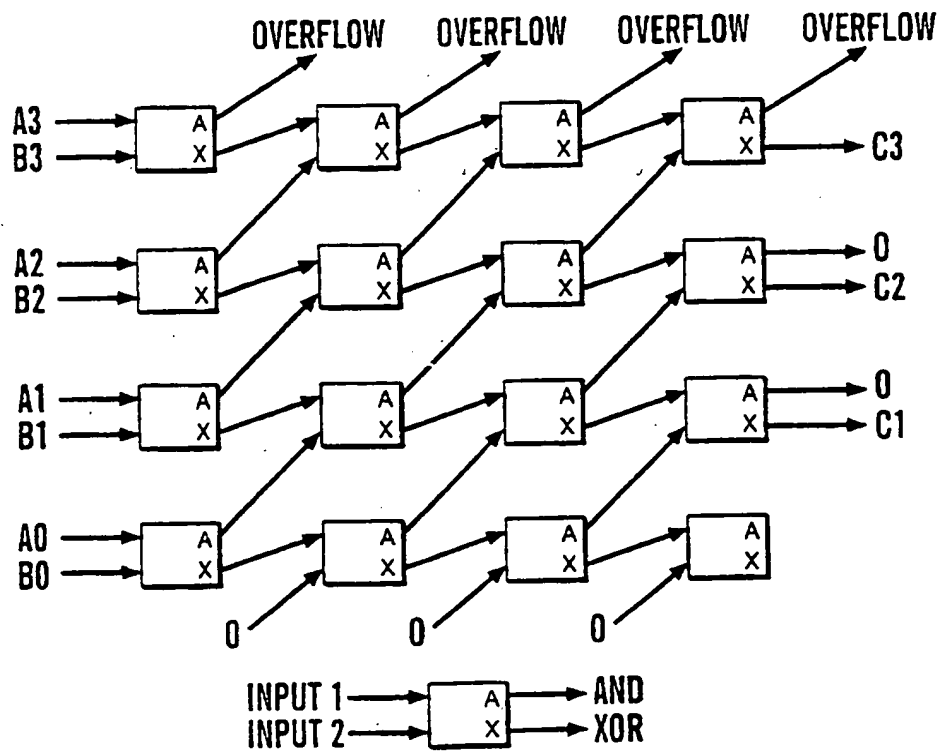 OVERFLOW OVERFLOW OVERFLOW OVERFLOW
A3 A A A A
B3 X X X X C3
A2 A A A A 0
B2 X X X X C2
A1 A A A A 0
B1 X X X X C1
A0 A A A A
B0 X X X X
0 0 0
INPUT 1 A AND
INPUT 2 X XOR